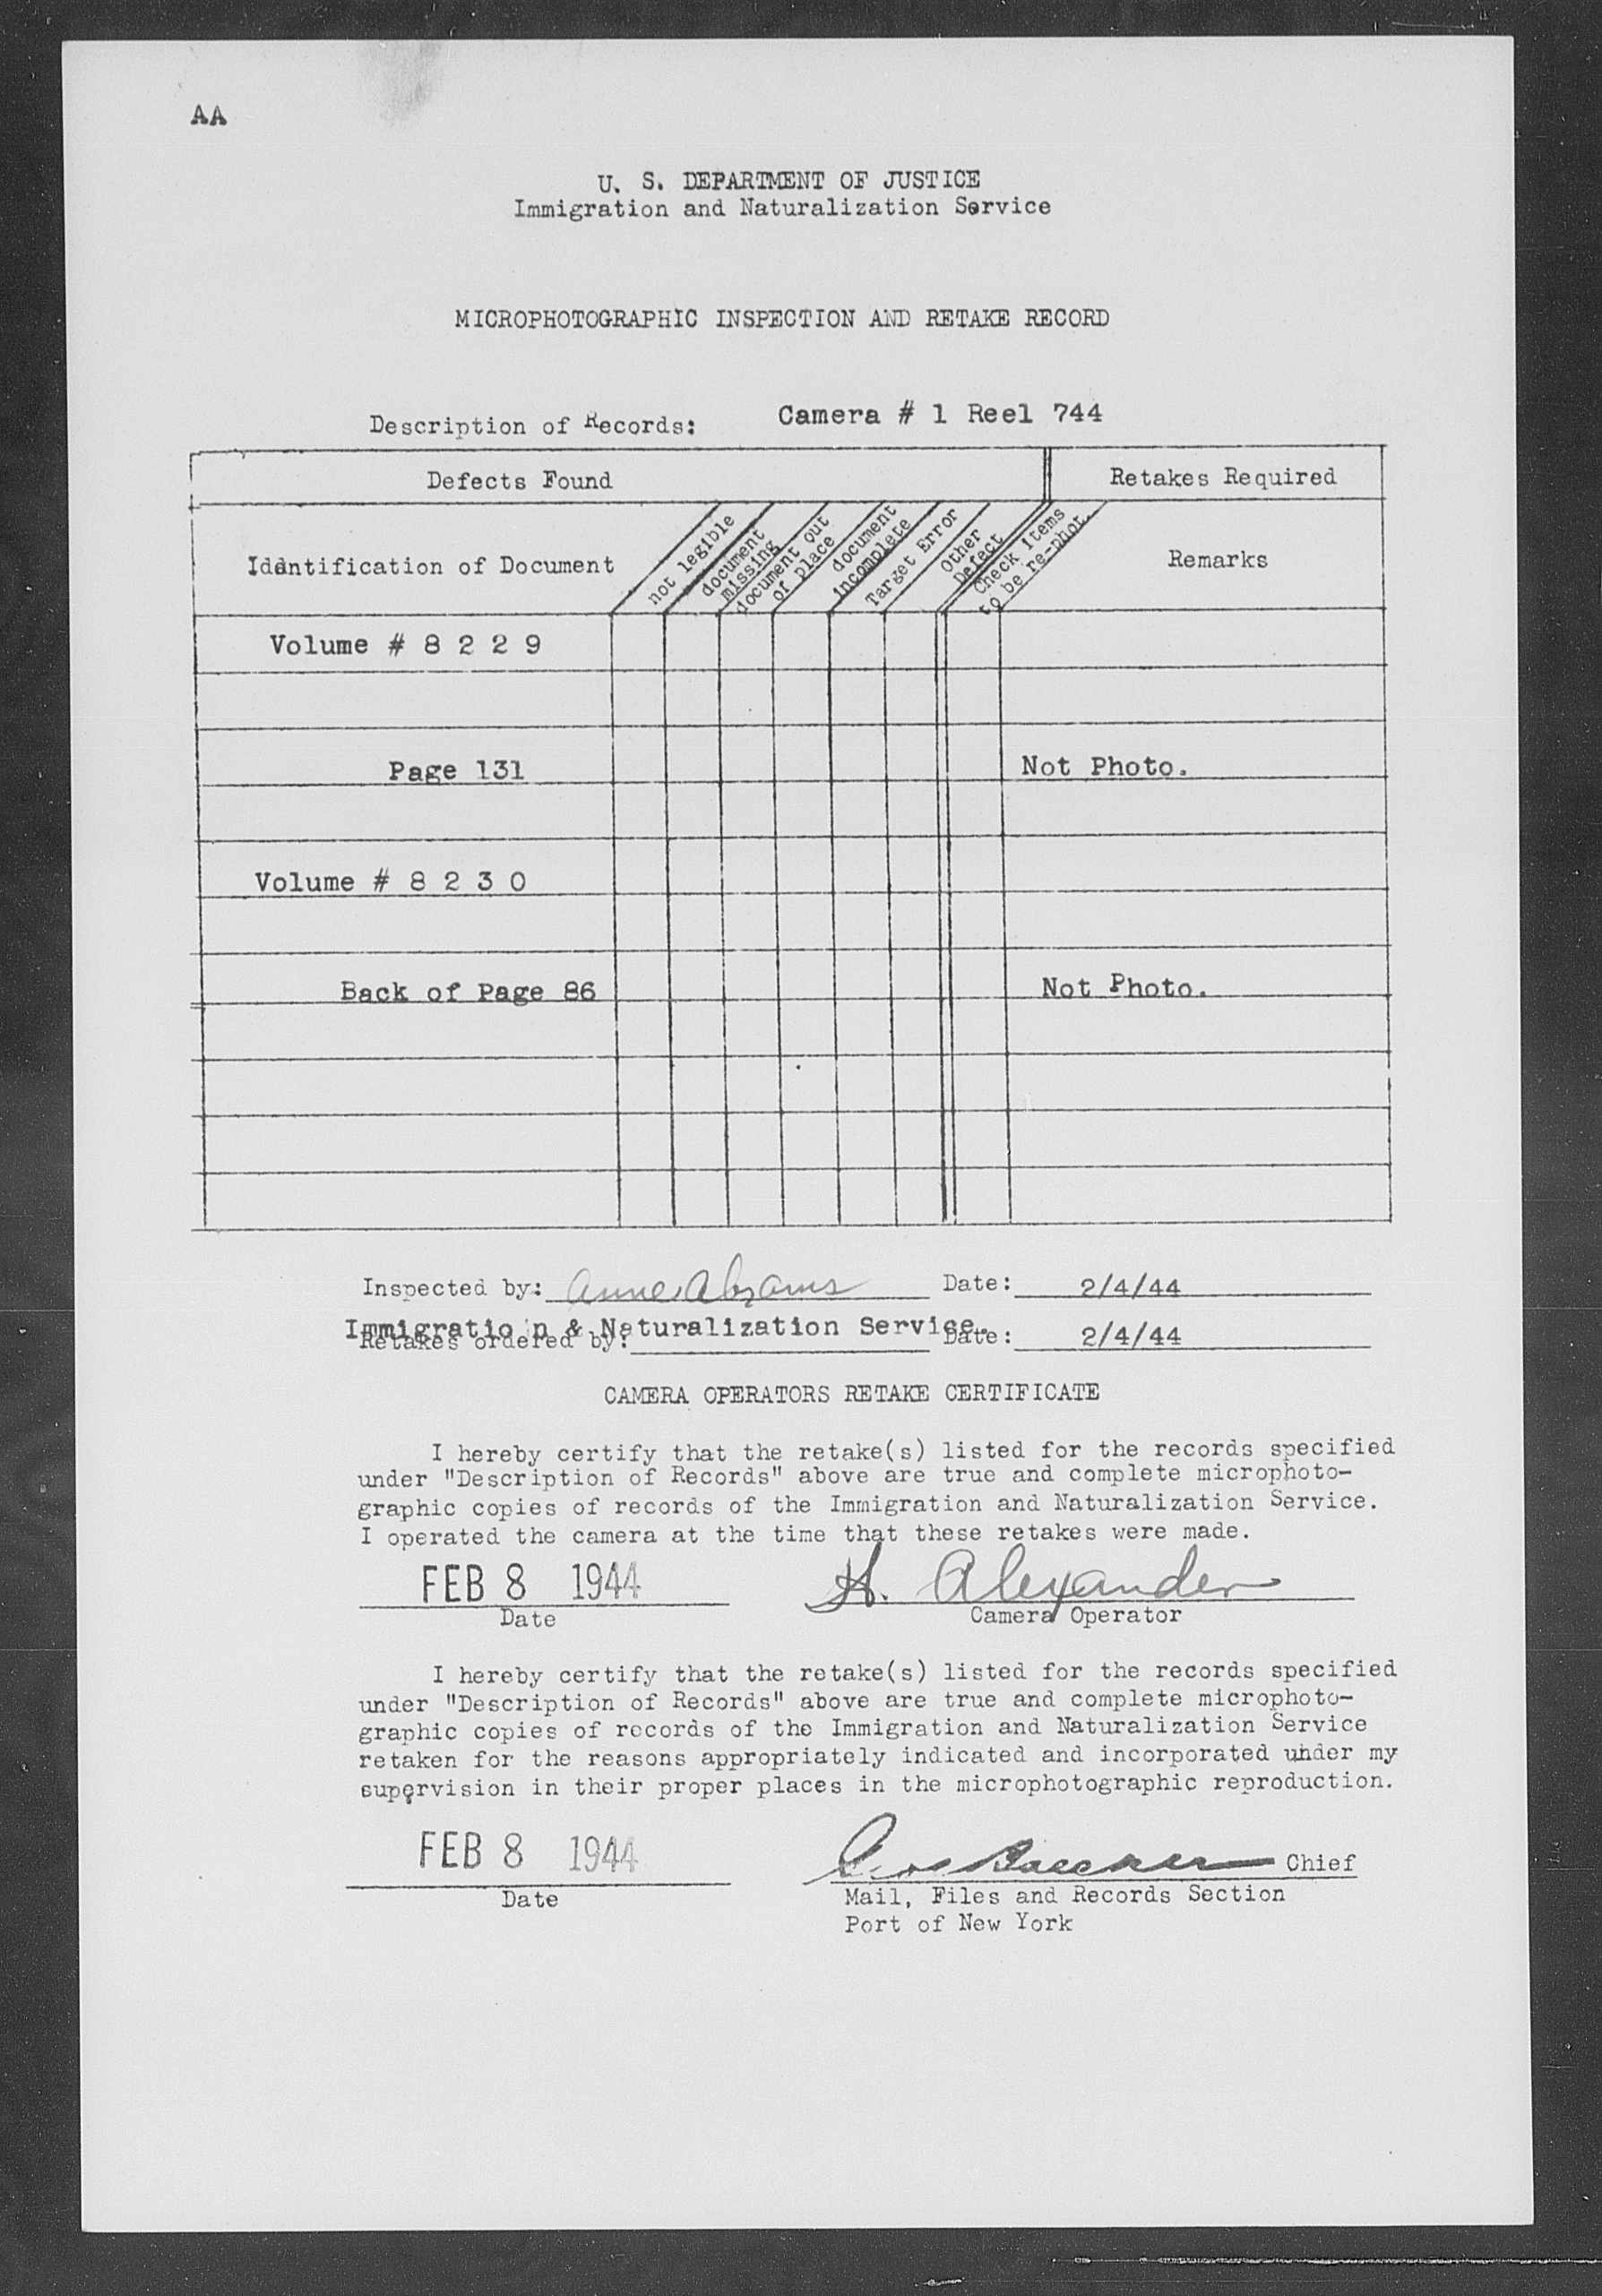 AA
U. S. DEPARTMENT OF JUSTICE
Immigration and Naturalization Service
MICROPHOTOGRAPHIC INSPECTION AND RETAKE RECORD
Description of Records: Camera # 1 Reel 744
Defects Found Retakes Required
Idantification of Document not legible document missing document out of place document incomplete Target Error Other Defect Check items to be re-phot. Remarks
Volume # 8 2 2 9
Page 131 Not Photo.
Volume # 8 2 3 0
Back of Page 86 Not Photo.
Inspected by: Anne Abrams Date: 2/4/44
Immigratio n & Naturalization Service.
Retakes ordered by: Date: 2/4/44
CAMERA OPERATORS RETAKE CERTIFICATE
I hereby certify that the retake(s) listed for the records specified
under "Description of Records" above are true and complete microphoto-
graphic copies of records of the Immigration and Naturalization Service.
I operated the camera at the time that these retakes were made.
FEB 8 1944 H. Alexander
Date Camera Operator
I hereby certify that the retake(s) listed for the records specified
under "Description of Records" above are true and complete microphoto-
graphic copies of records of the Immigration and Naturalization Service
retaken for the reasons appropriately indicated and incorporated under my
supervision in their proper places in the microphotographic reproduction.
FEB 8 1944 Chief
Date Mail, Files and Records Section
Port of New York